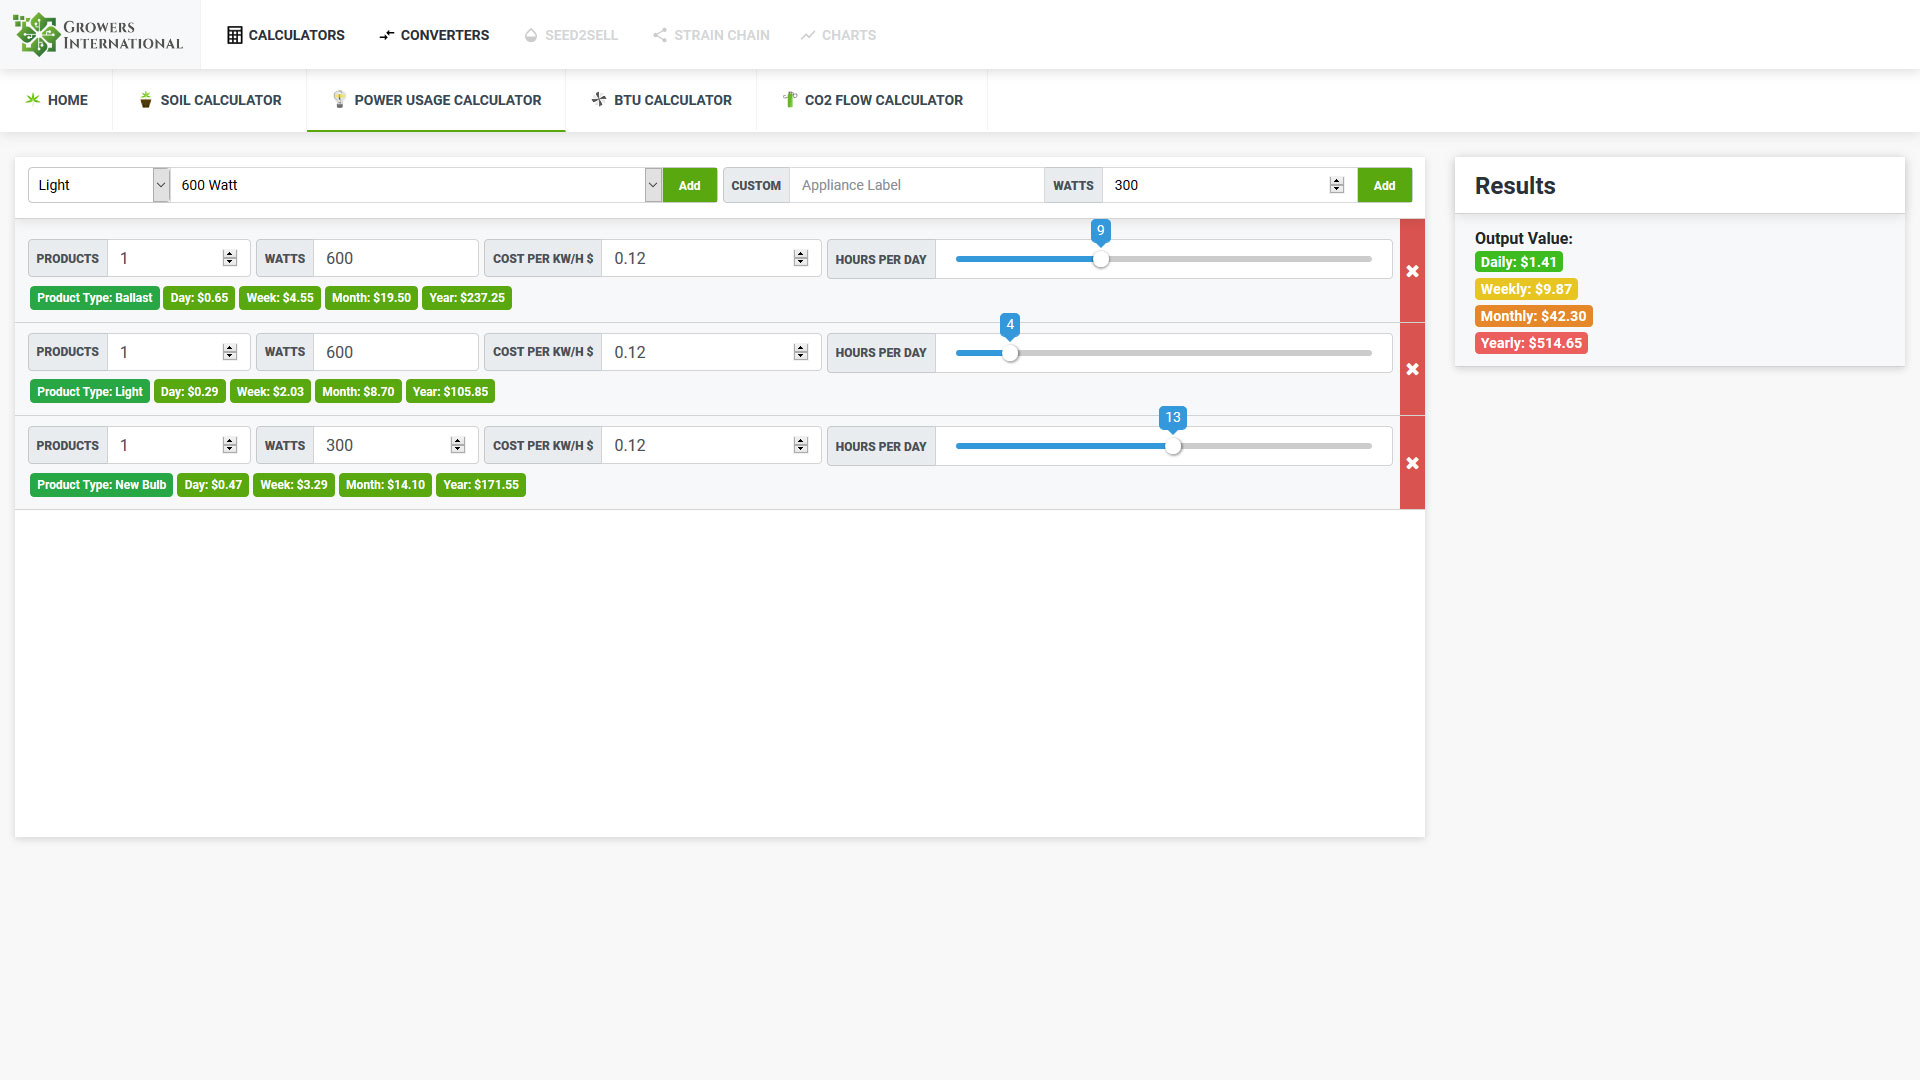 GROWERS
INTERNATIONAL
CALCULATORS
CONVERTERS
SEED2SELL
STRAIN CHAIN
CHARTS
HOME
SOIL CALCULATOR
POWER USAGE CALCULATOR
BTU CALCULATOR
CO2 FLOW CALCULATOR
Light
600 Watt
Add
CUSTOM
Appliance Label
WATTS
300
Add
PRODUCTS 1 WATTS 600 COST PER KW/H $ 0.12 HOURS PER DAY 9
Product Type: Ballast Day: $0.65 Week: $4.55 Month: $19.50 Year: $237.25
PRODUCTS 1 WATTS 600 COST PER KW/H $ 0.12 HOURS PER DAY 4
Product Type: Light Day: $0.29 Week: $2.03 Month: $8.70 Year: $105.85
PRODUCTS 1 WATTS 300 COST PER KW/H $ 0.12 HOURS PER DAY 13
Product Type: New Bulb Day: $0.47 Week: $3.29 Month: $14.10 Year: $171.55
Results
Output Value:
Daily: $1.41
Weekly: $9.87
Monthly: $42.30
Yearly: $514.65